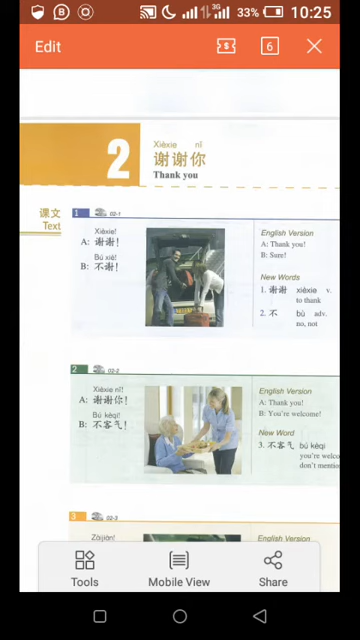 3G 33% 10:25
Edit
$
6
2
Xièxie nǐ
谢谢你
Thank you
课文
Text
1 02-1
Xièxie!
A: 谢谢!
Bú xiè!
B: 不谢!
English Version
A: Thank you!
B: Sure!
New Words
1. 谢谢 xièxie v.
to thank
2. 不 bù adv.
no, not
2 02-2
Xièxie nǐ!
A: 谢谢你!
Bú kèqi!
B: 不客气!
English Version
A: Thank you!
B: You're welcome!
New Word
3. 不客气 bú kèqi
you're welco
don't mentio
3 02-3
Zàijiàn!
English Version
Tools
Mobile View
Share